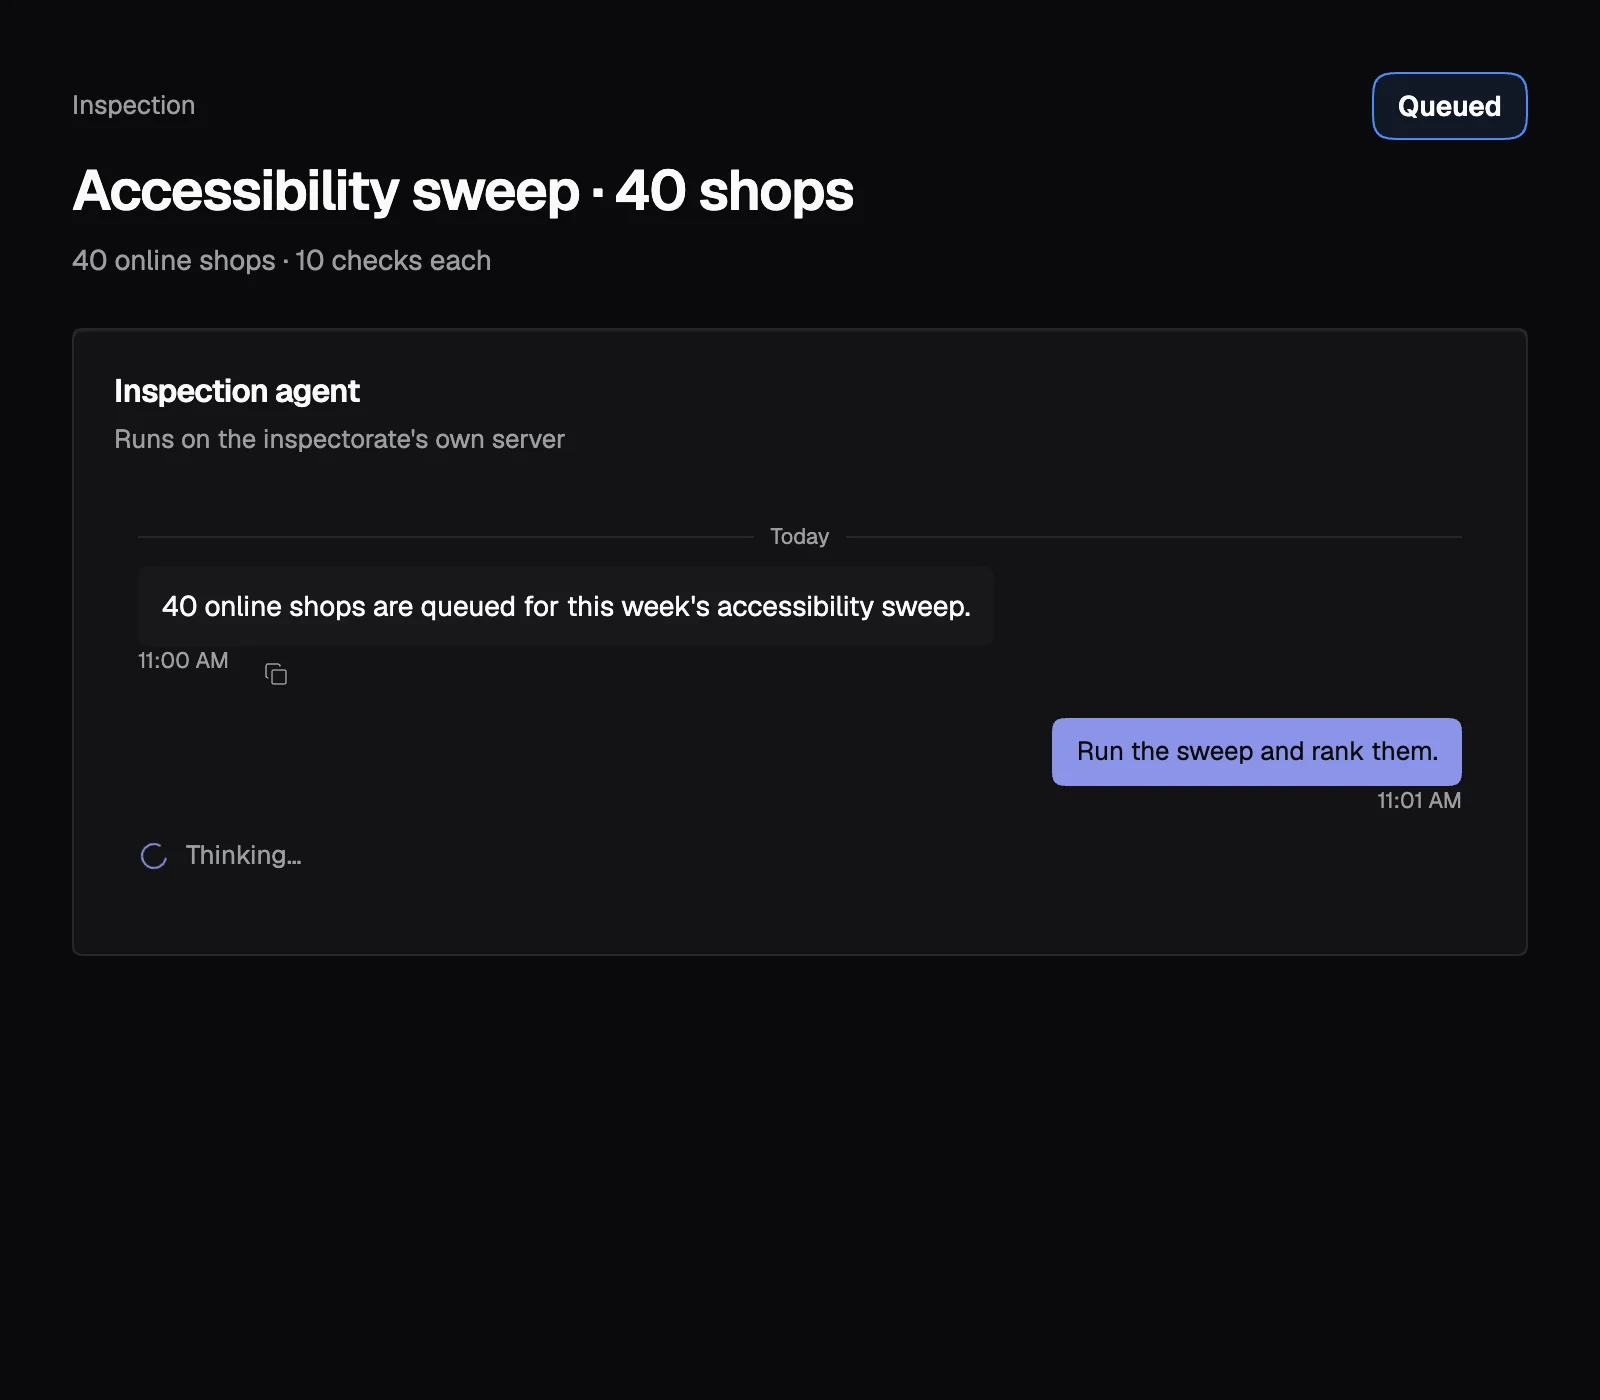 Inspection
Queued
Accessibility sweep · 40 shops
40 online shops · 10 checks each
Inspection agent
Runs on the inspectorate's own server
Today
40 online shops are queued for this week's accessibility sweep.
11:00 AM
Run the sweep and rank them.
11:01 AM
Thinking...